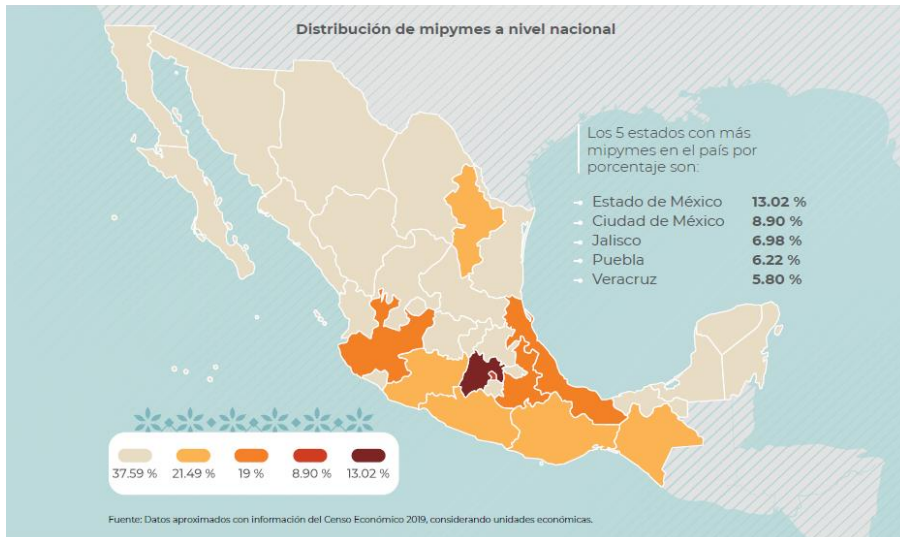 Distribución de mipymes a nivel nacional
Los 5 estados con más
mipymes en el país por
porcentaje son:
Estado de México 13.02 %
Ciudad de México 8.90 %
Jalisco 6.98 %
Puebla 6.22 %
Veracruz 5.80 %
37.59 % 21.49 % 19 % 8.90 % 13.02 %
Fuente: Datos aproximados con información del Censo Económico 2019, considerando unidades económicas.